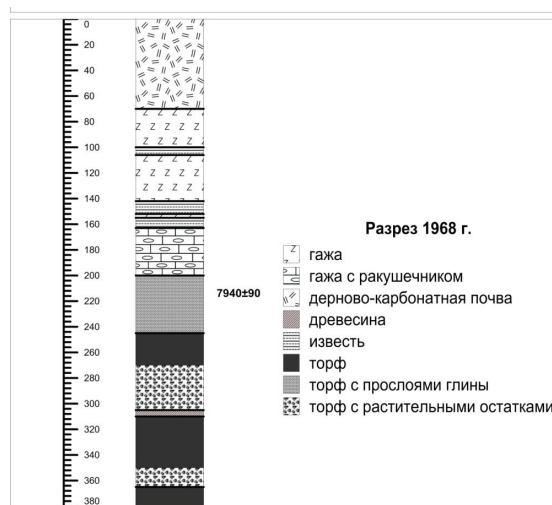 0
20
40
60
80
100
120
140
160
180
200
220
240
260
280
300
320
340
360
380
7940±90
Разрез 1968 г.
гажа
гажа с ракушечником
дерново-карбонатная почва
древесина
известь
торф
торф с прослоями глины
торф с растительными остатками